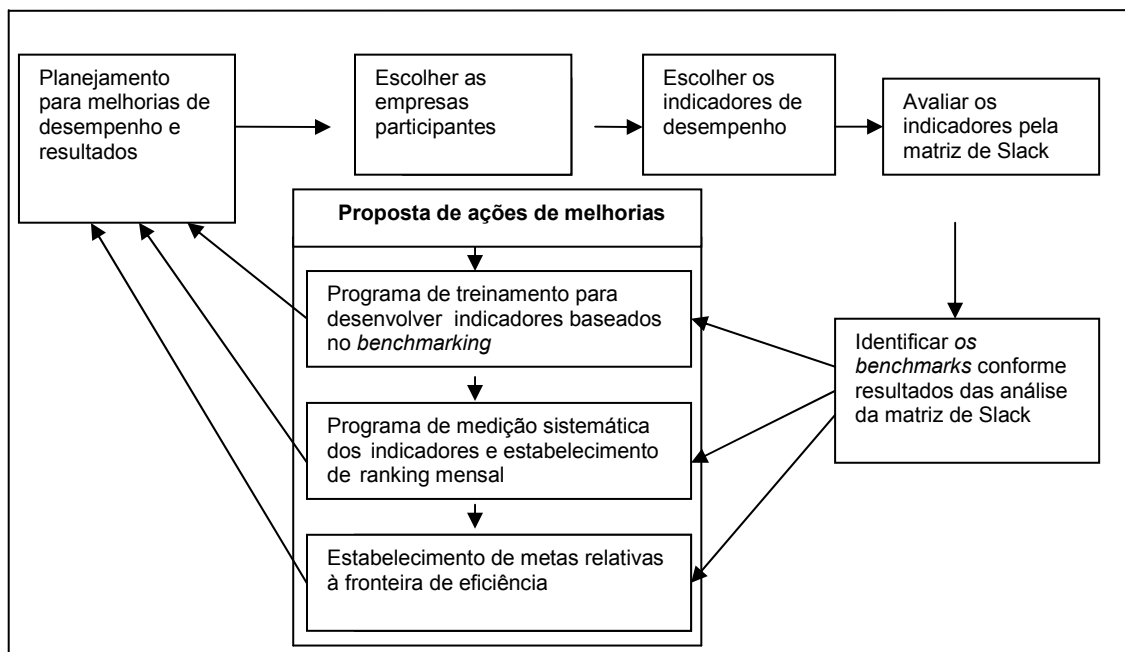 Planejamento
para melhorias de
desempenho e
resultados
Escolher as
empresas
participantes
Escolher os
indicadores de
desempenho
Avaliar os
indicadores pela
matriz de Slack
Proposta de ações de melhorias
Programa de treinamento para
desenvolver indicadores baseados
no benchmarking
Programa de medição sistemática
dos indicadores e estabelecimento
de ranking mensal
Estabelecimento de metas relativas
à fronteira de eficiência
Identificar os
benchmarks conforme
resultados das análise
da matriz de Slack